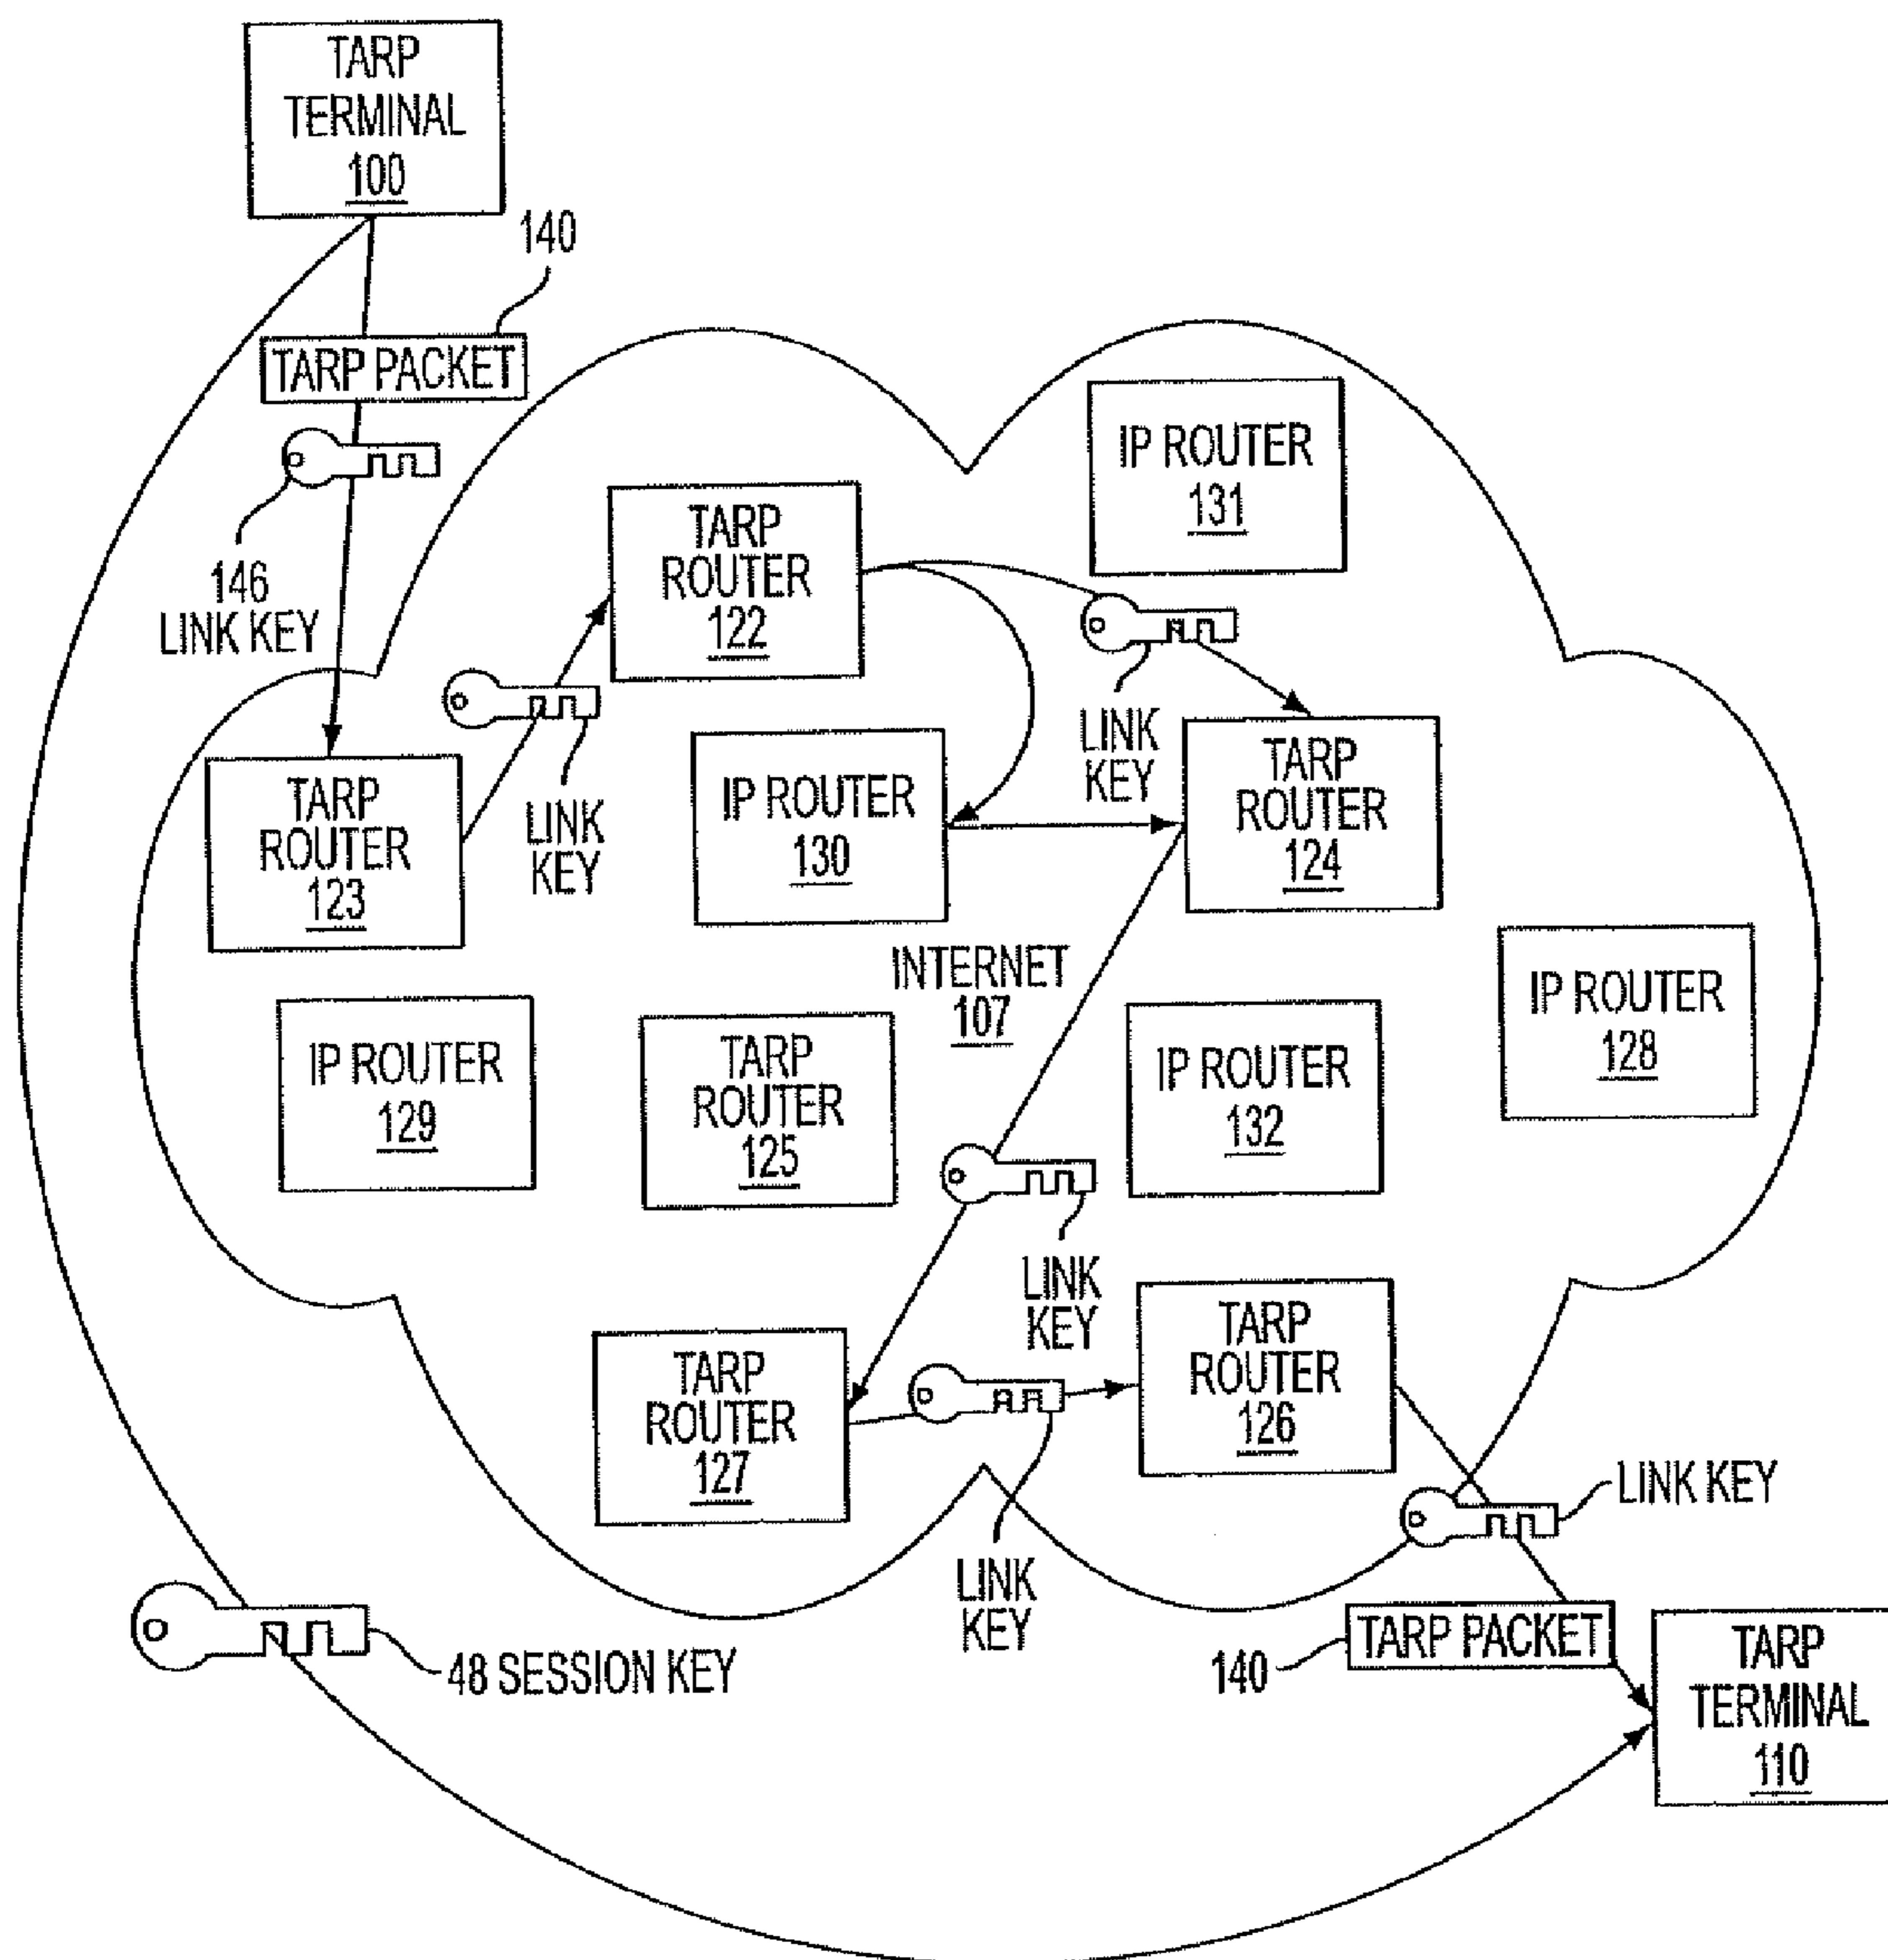 TARP
TERMINAL
100
140
TARP PACKET
146
LINK KEY
IP ROUTER
131
TARP
ROUTER
122
LINK
KEY
LINK
KEY
TARP
ROUTER
123
IP ROUTER
130
TARP
ROUTER
124
INTERNET
107
IP ROUTER
128
IP ROUTER
129
TARP
ROUTER
125
IP ROUTER
132
LINK
KEY
TARP
ROUTER
127
TARP
ROUTER
126
LINK KEY
LINK
KEY
48 SESSION KEY
140
TARP PACKET
TARP
TERMINAL
110